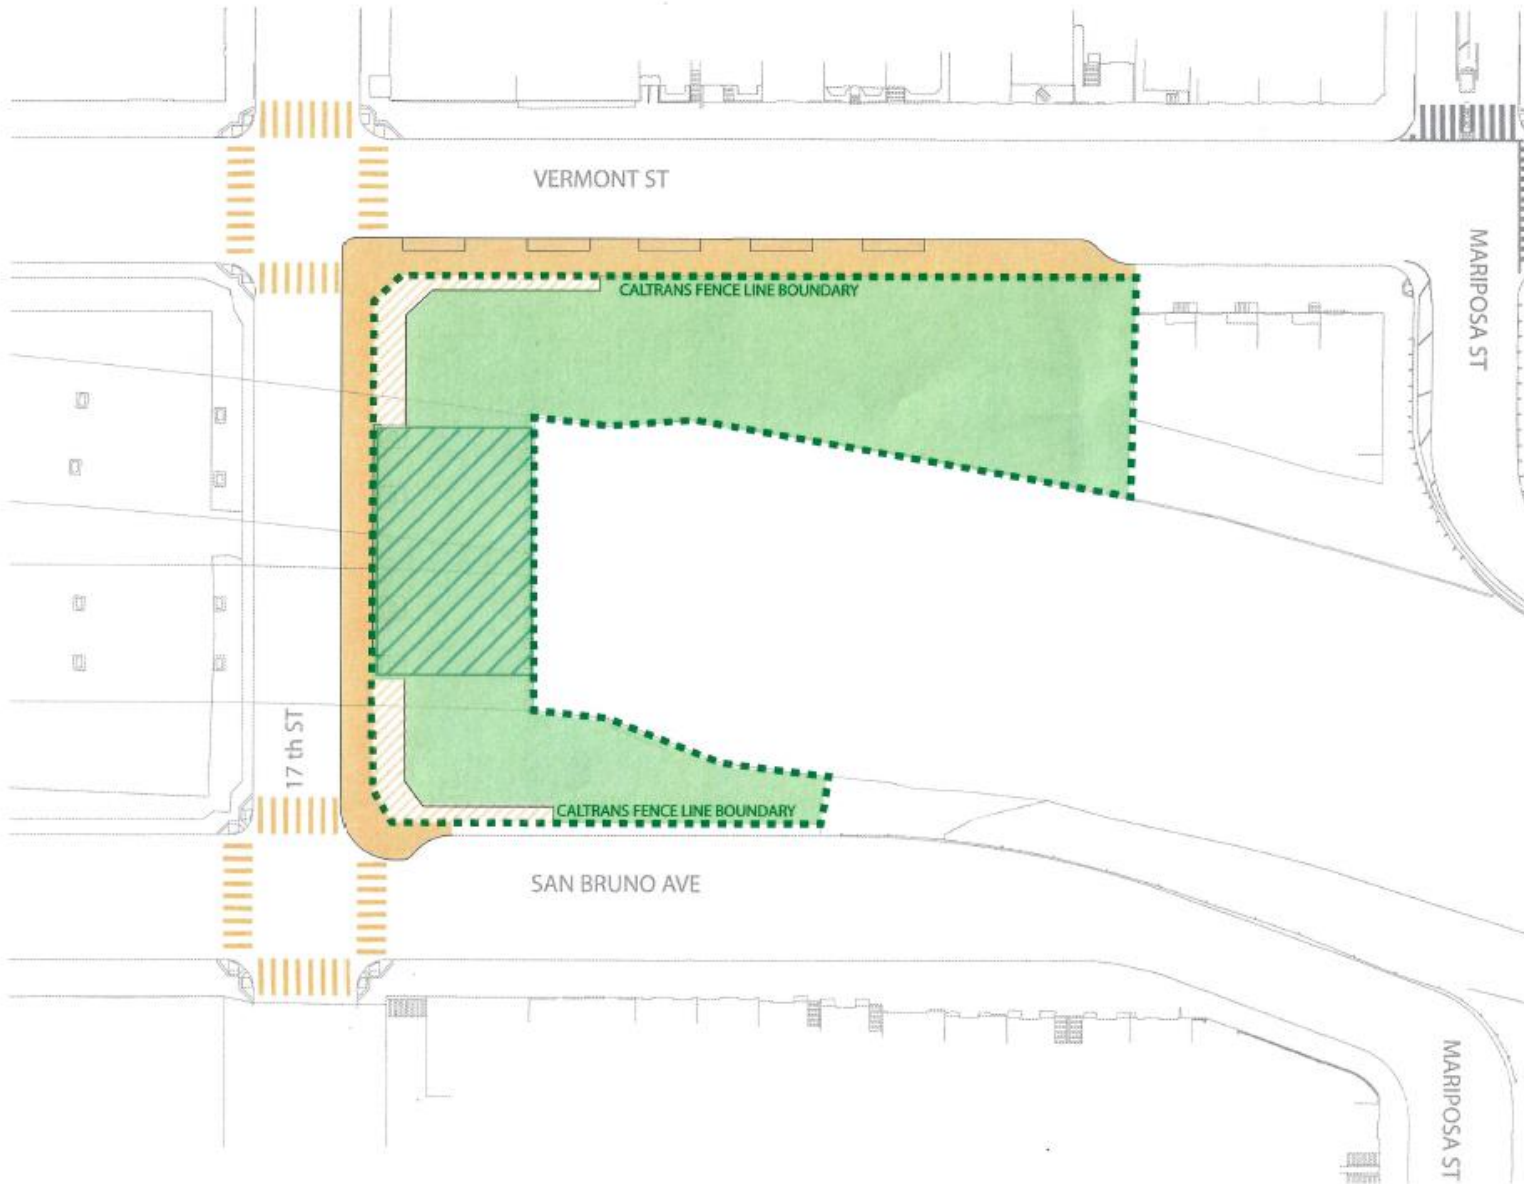 VERMONT ST
MARIPOSA ST
CALTRANS FENCE LINE BOUNDARY
17 th ST
CALTRANS FENCE LINE BOUNDARY
SAN BRUNO AVE
MARIPOSA ST